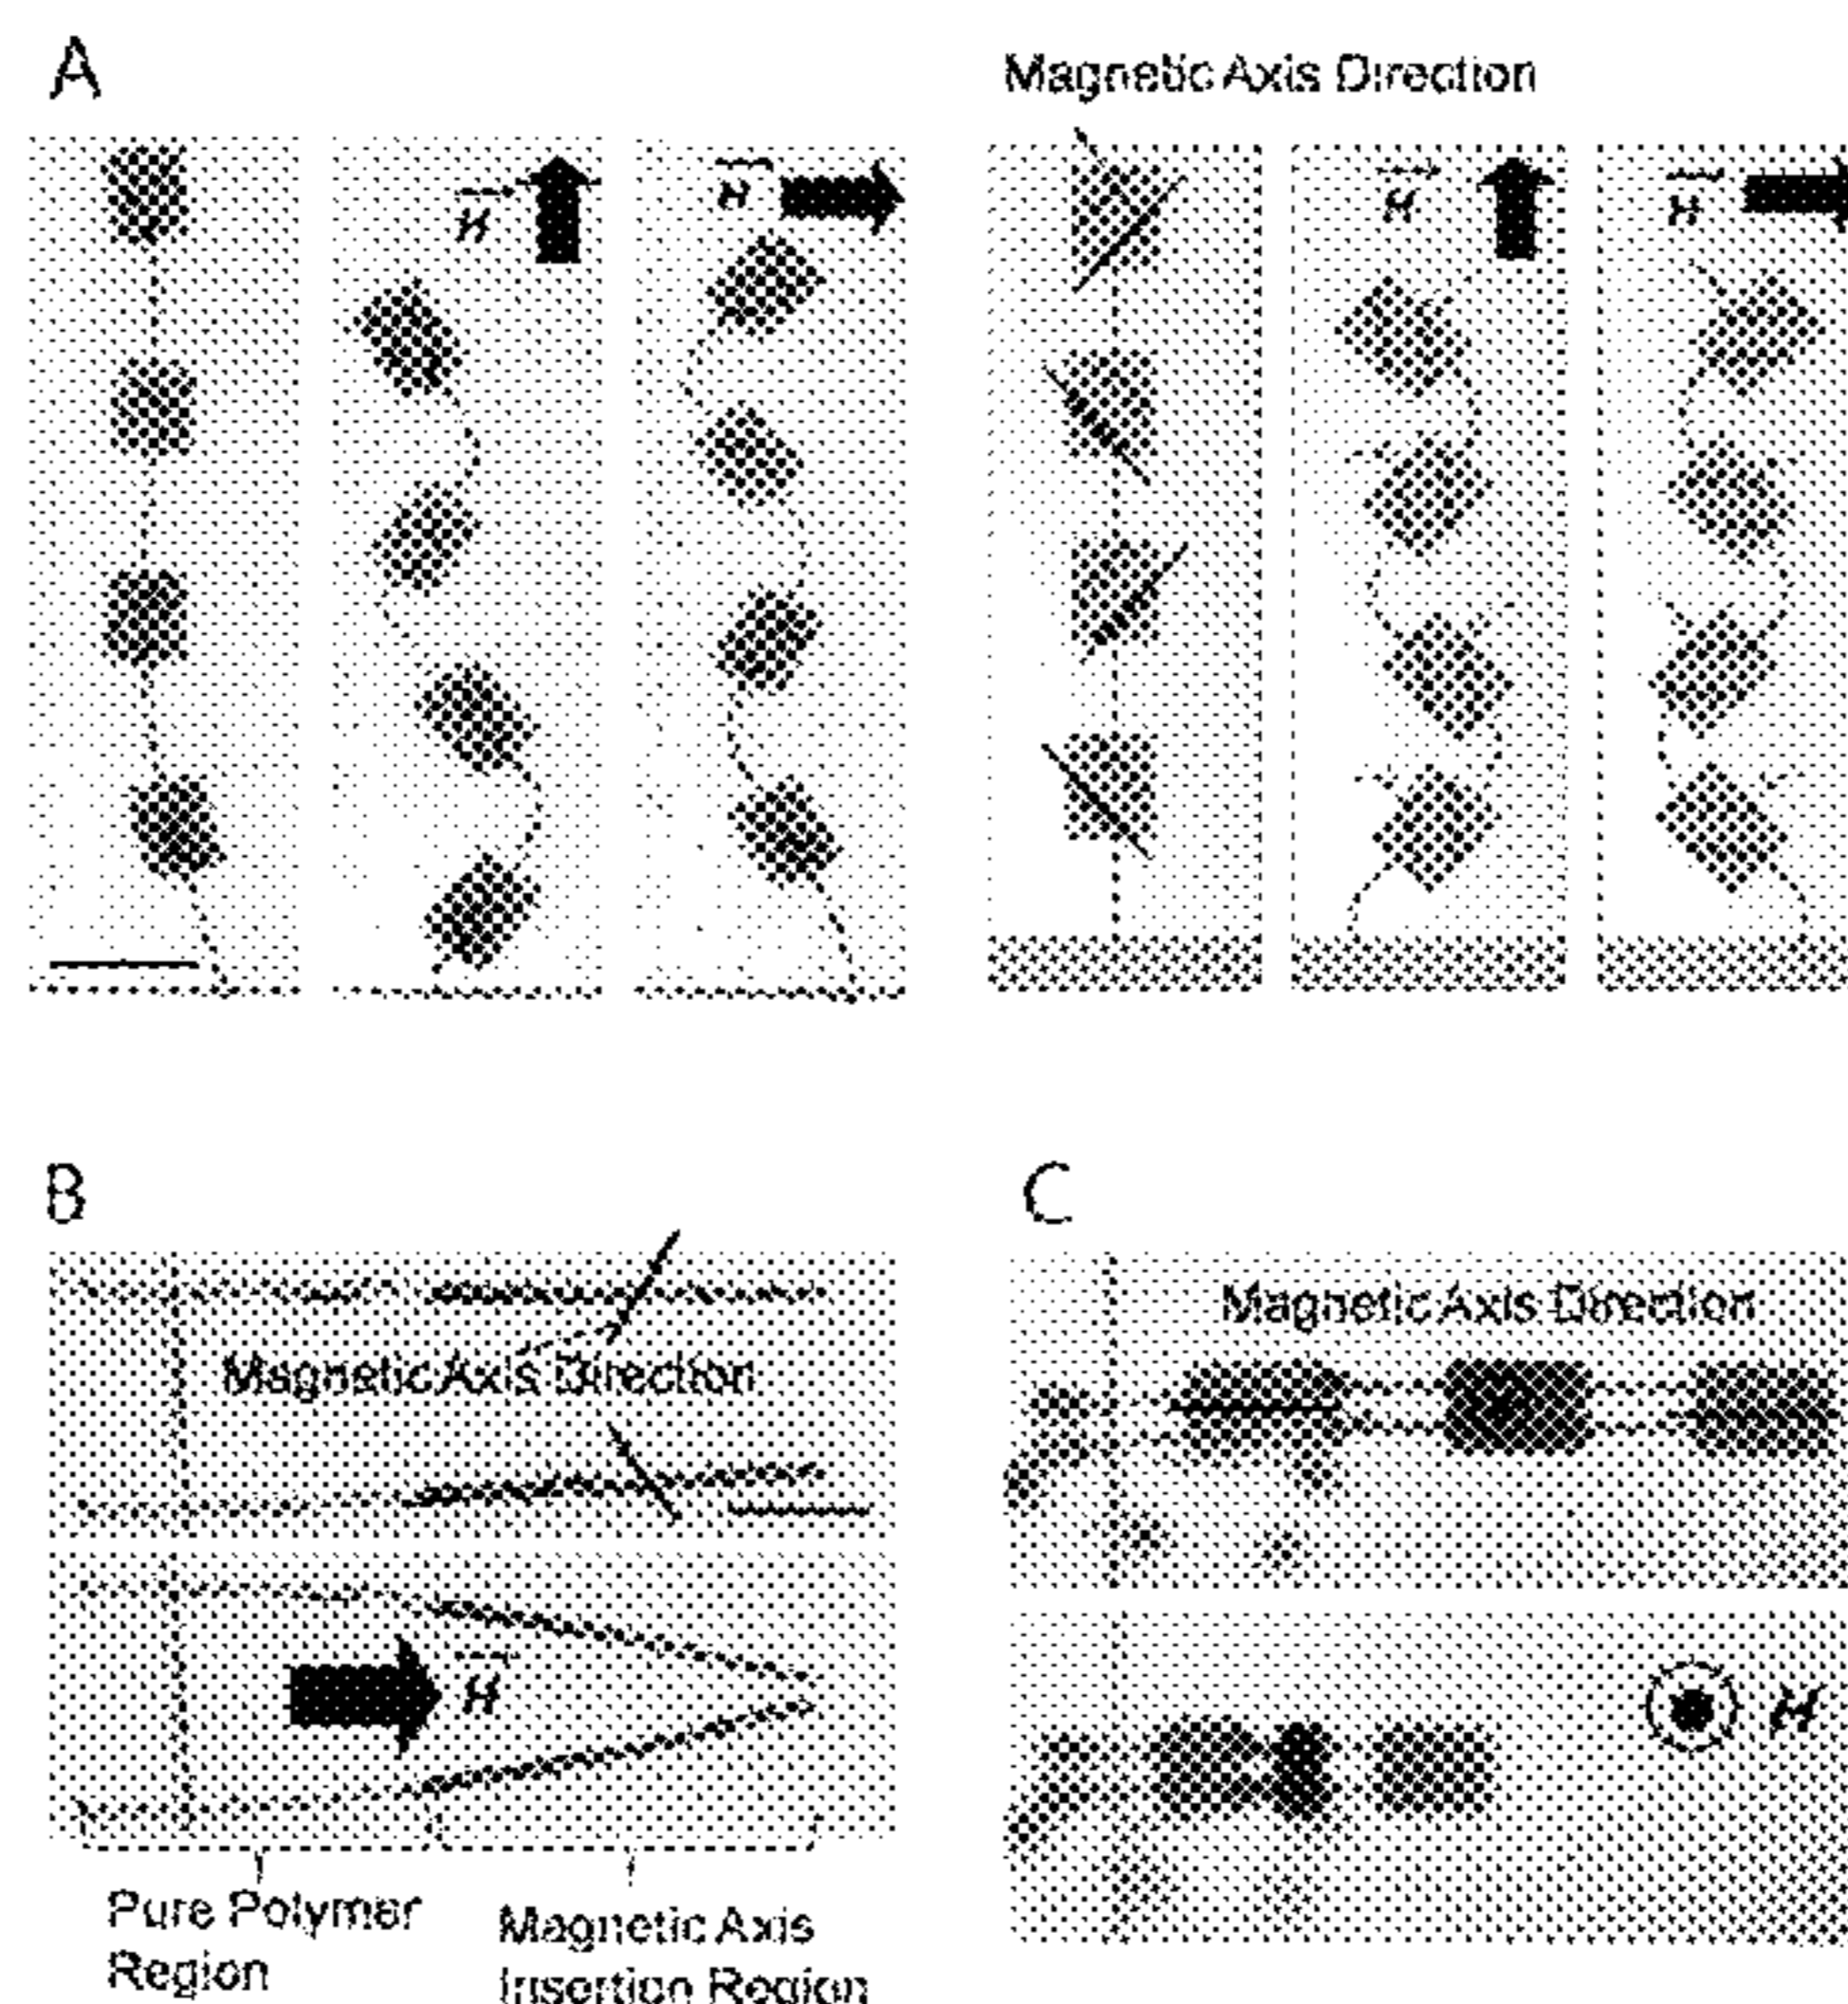 A
Magnetic Axis Direction
H
H
H
H
B
C
Magnetic Axis Direction
Magnetic Axis Direction
H
H
Pure Polymer
Region
Magnetic Axis
Insertion Region